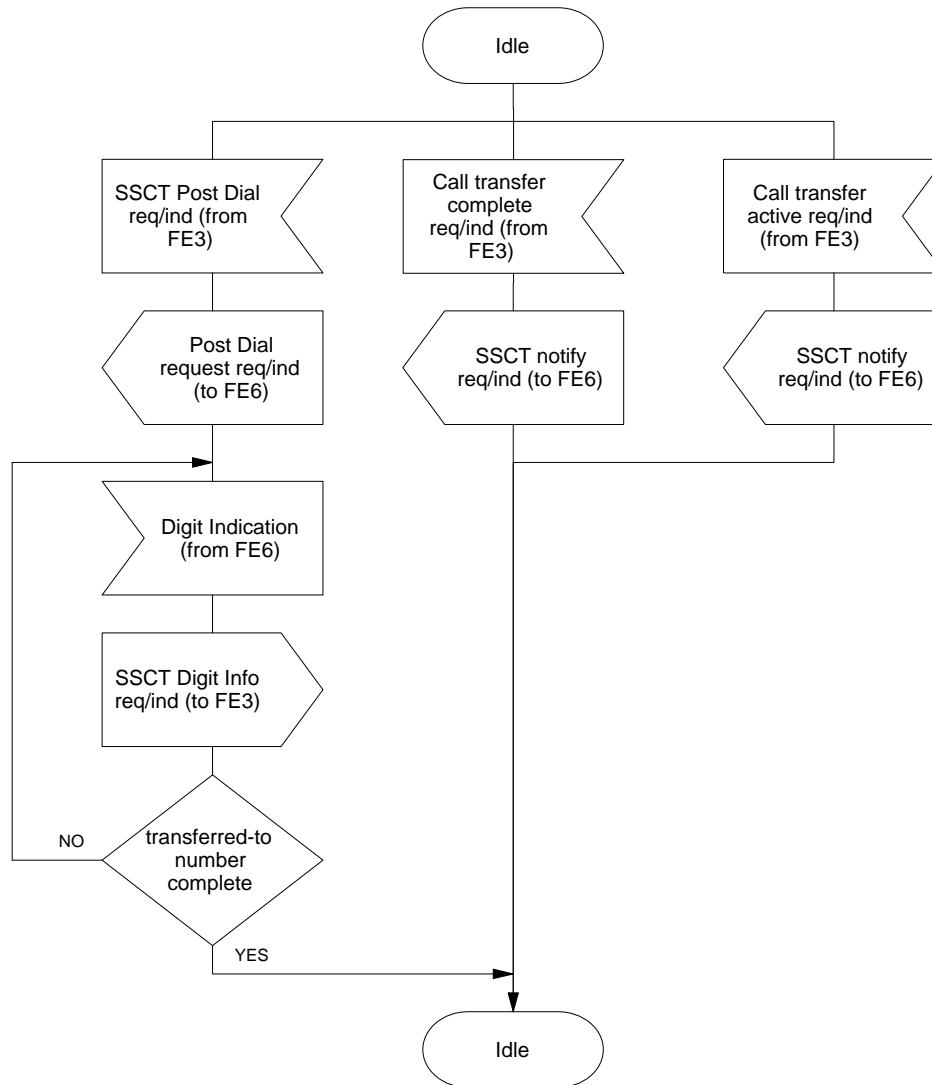 Idle
SSCT Post Dial
req/ind (from
FE3)
Call transfer
complete
req/ind (from
FE3)
Call transfer
active req/ind
(from FE3)
Post Dial
request req/ind
(to FE6)
SSCT notify
req/ind (to FE6)
SSCT notify
req/ind (to FE6)
Digit Indication
(from FE6)
SSCT Digit Info
req/ind (to FE3)
transferred-to
number
complete
NO
YES
Idle